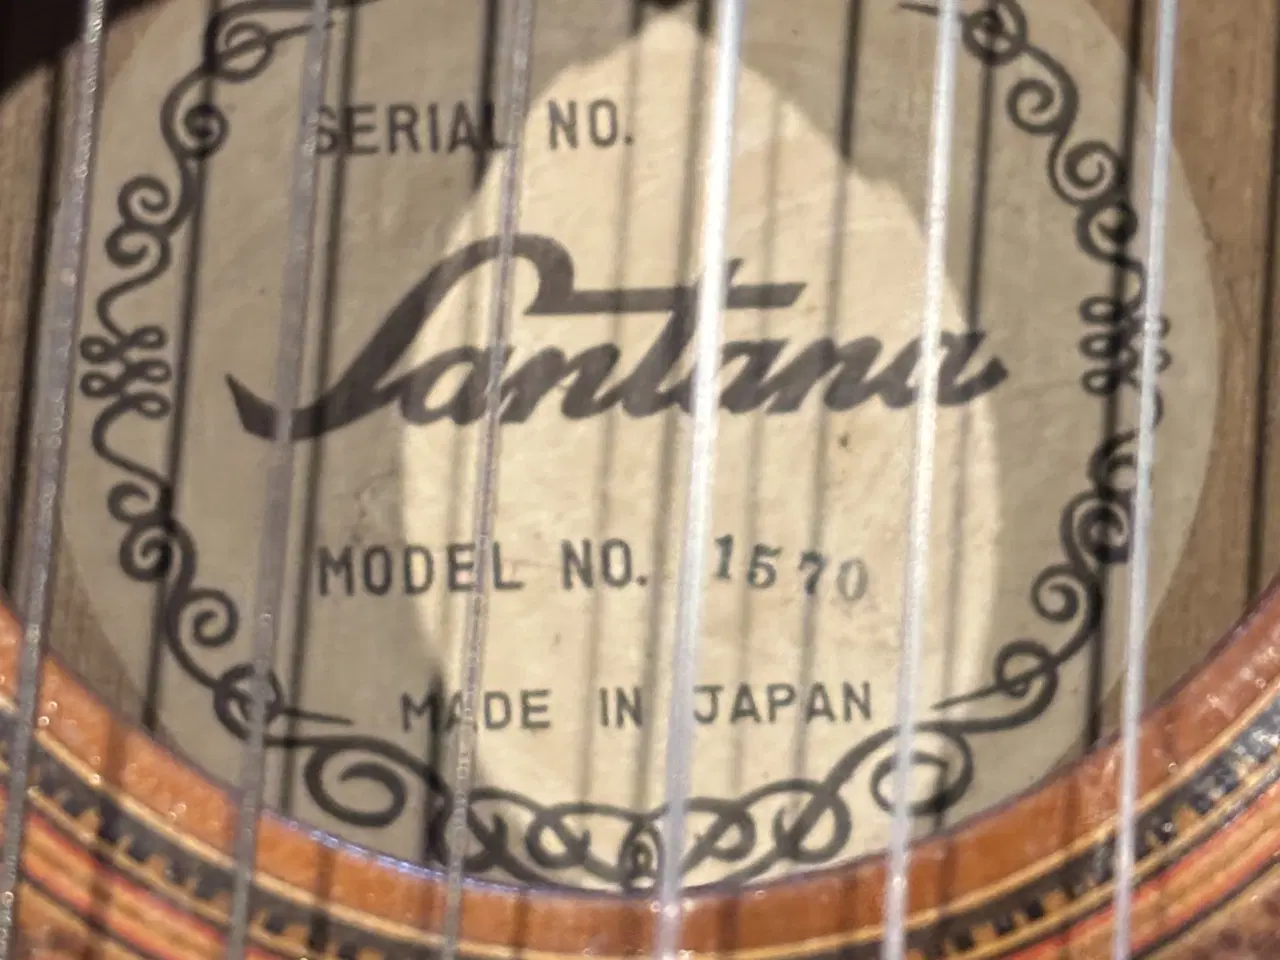 SERIAL NO.
Santana
MODEL NO. 1570
MADE IN JAPAN